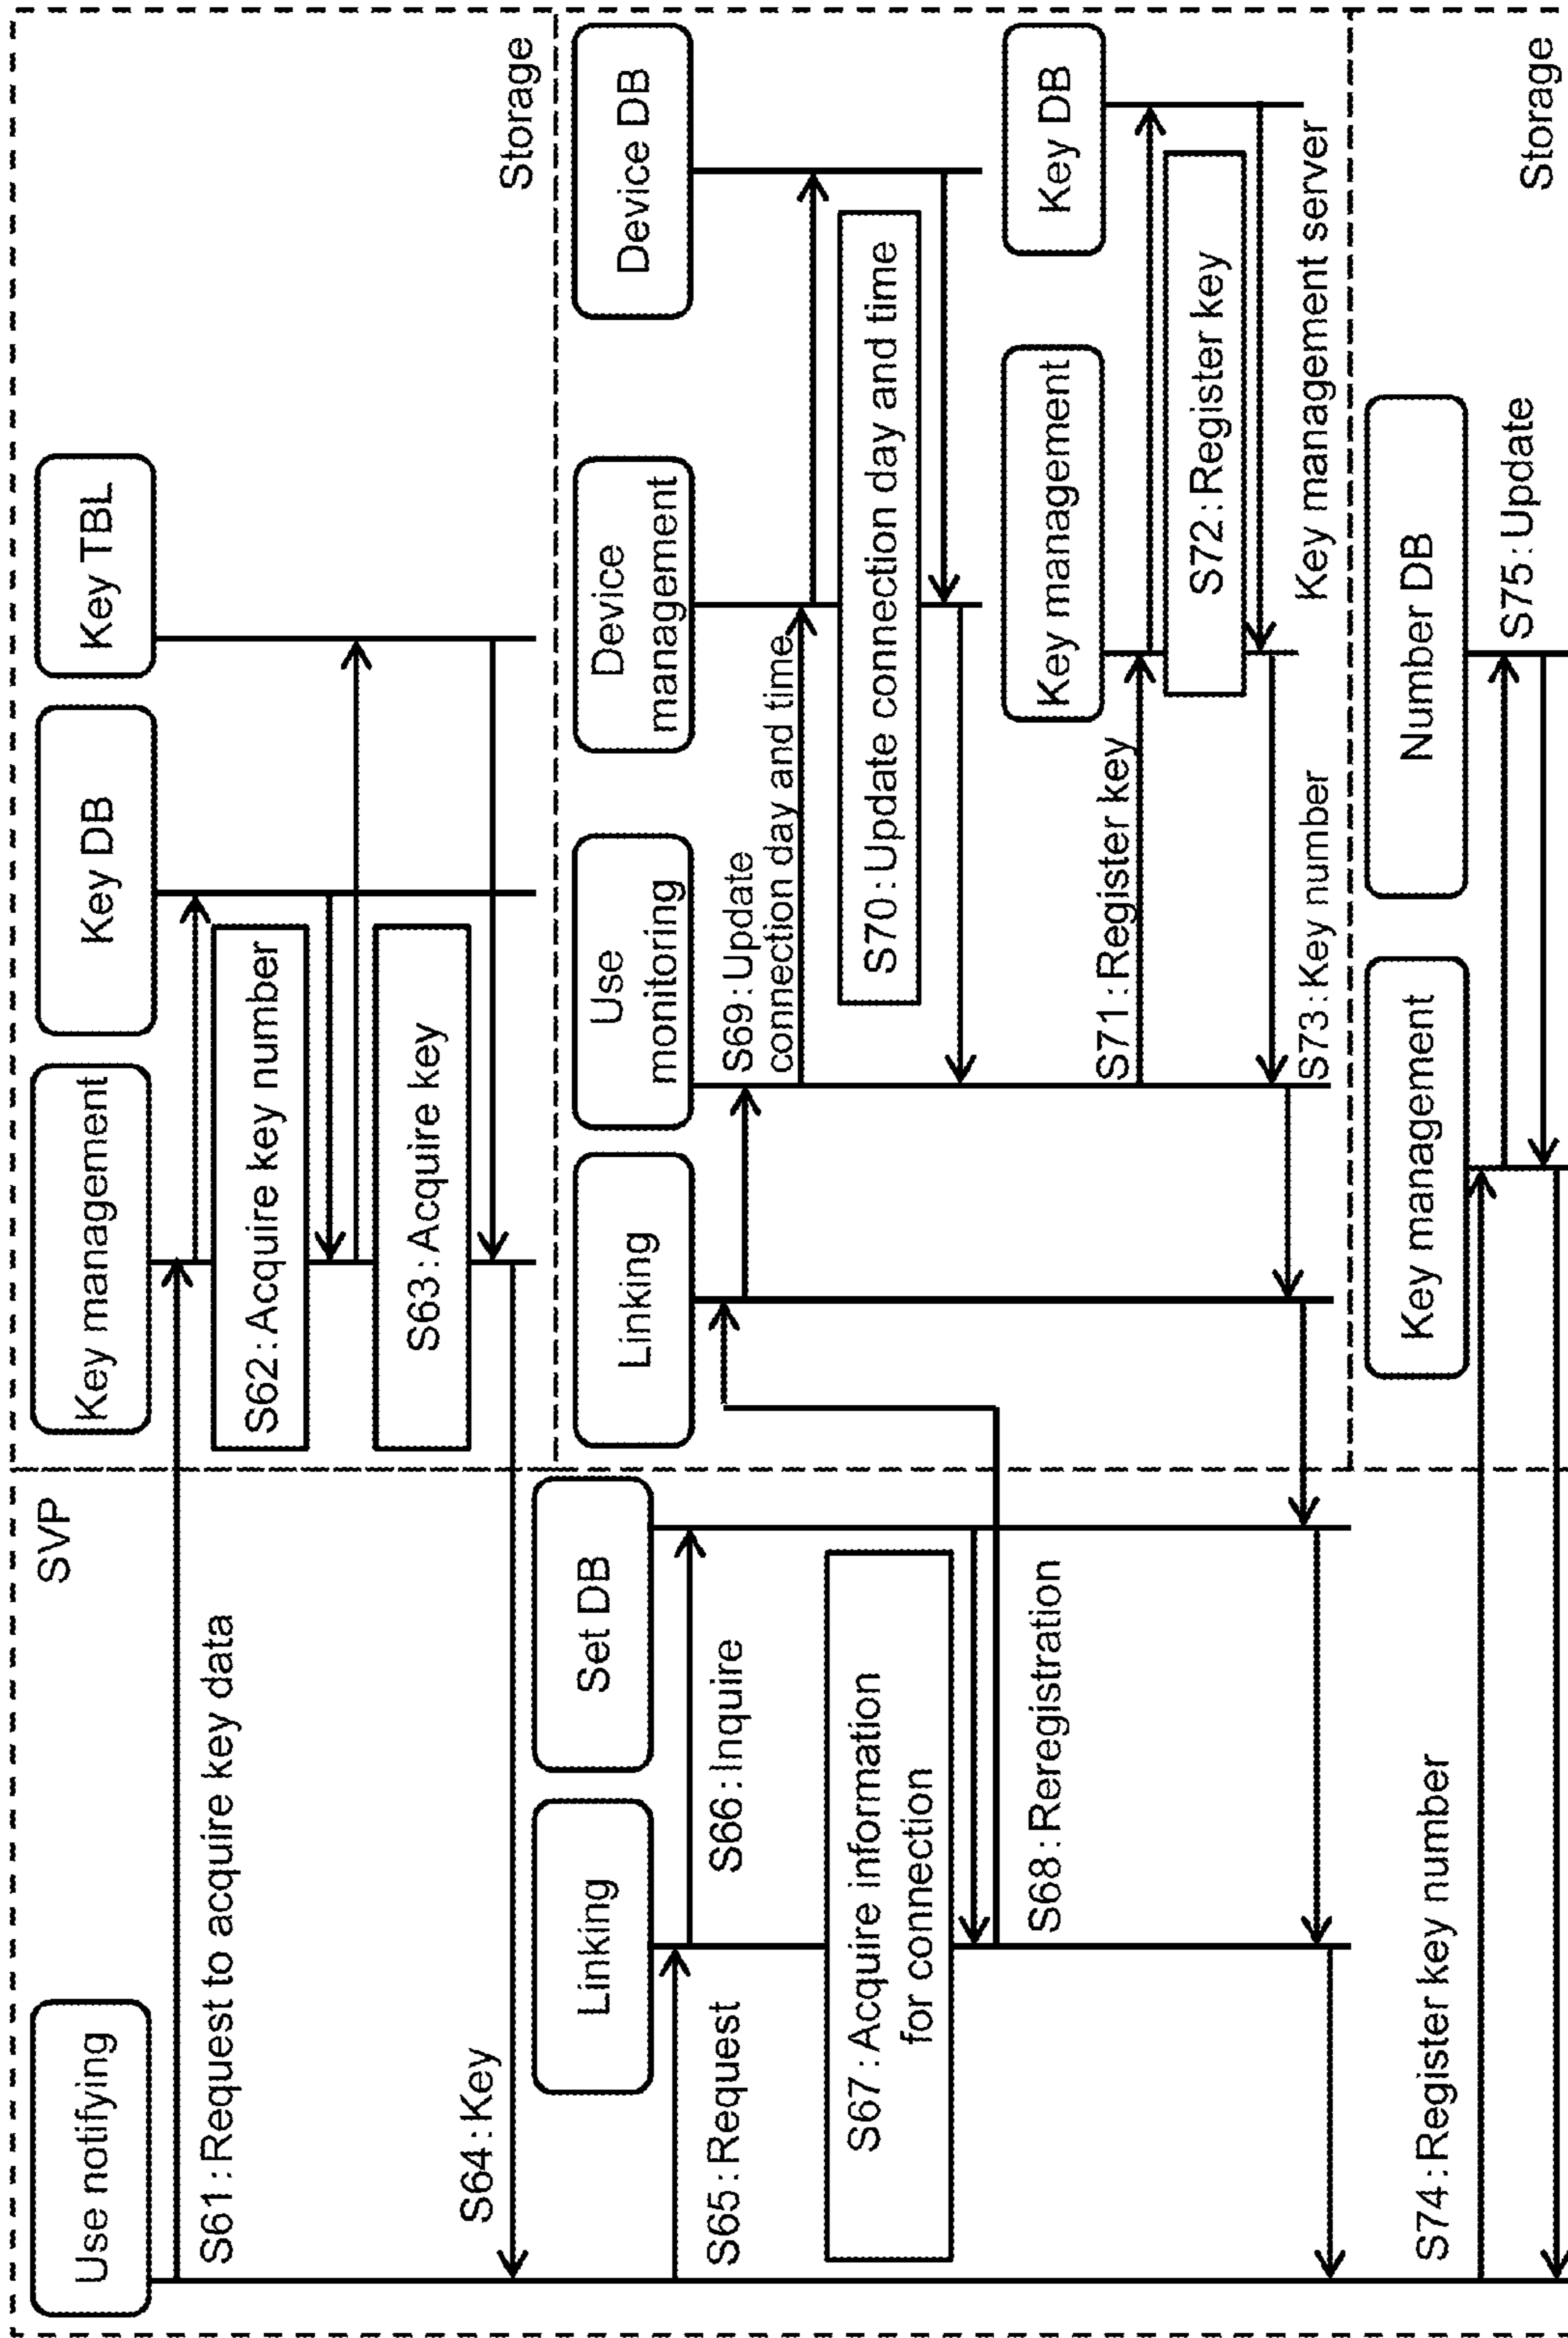 SVP
Use notifying
Key management
Key DB
Key TBL
S61:Request to acquire key data
S62:Acquire key number
S63:Acquire key
S64:Key
Storage
Linking
Set DB
Linking
Use
monitoring
Device
management
Device DB
S65:Request
S66:Inquire
S69:Update
connection day and time
S67:Acquire information
for connection
S70:Update connection day and time
S68:Reregistration
Key management
Key DB
S71:Register key
S72:Register key
S73:Key number
Key management server
Key management
Number DB
S74:Register key number
S75:Update
Storage